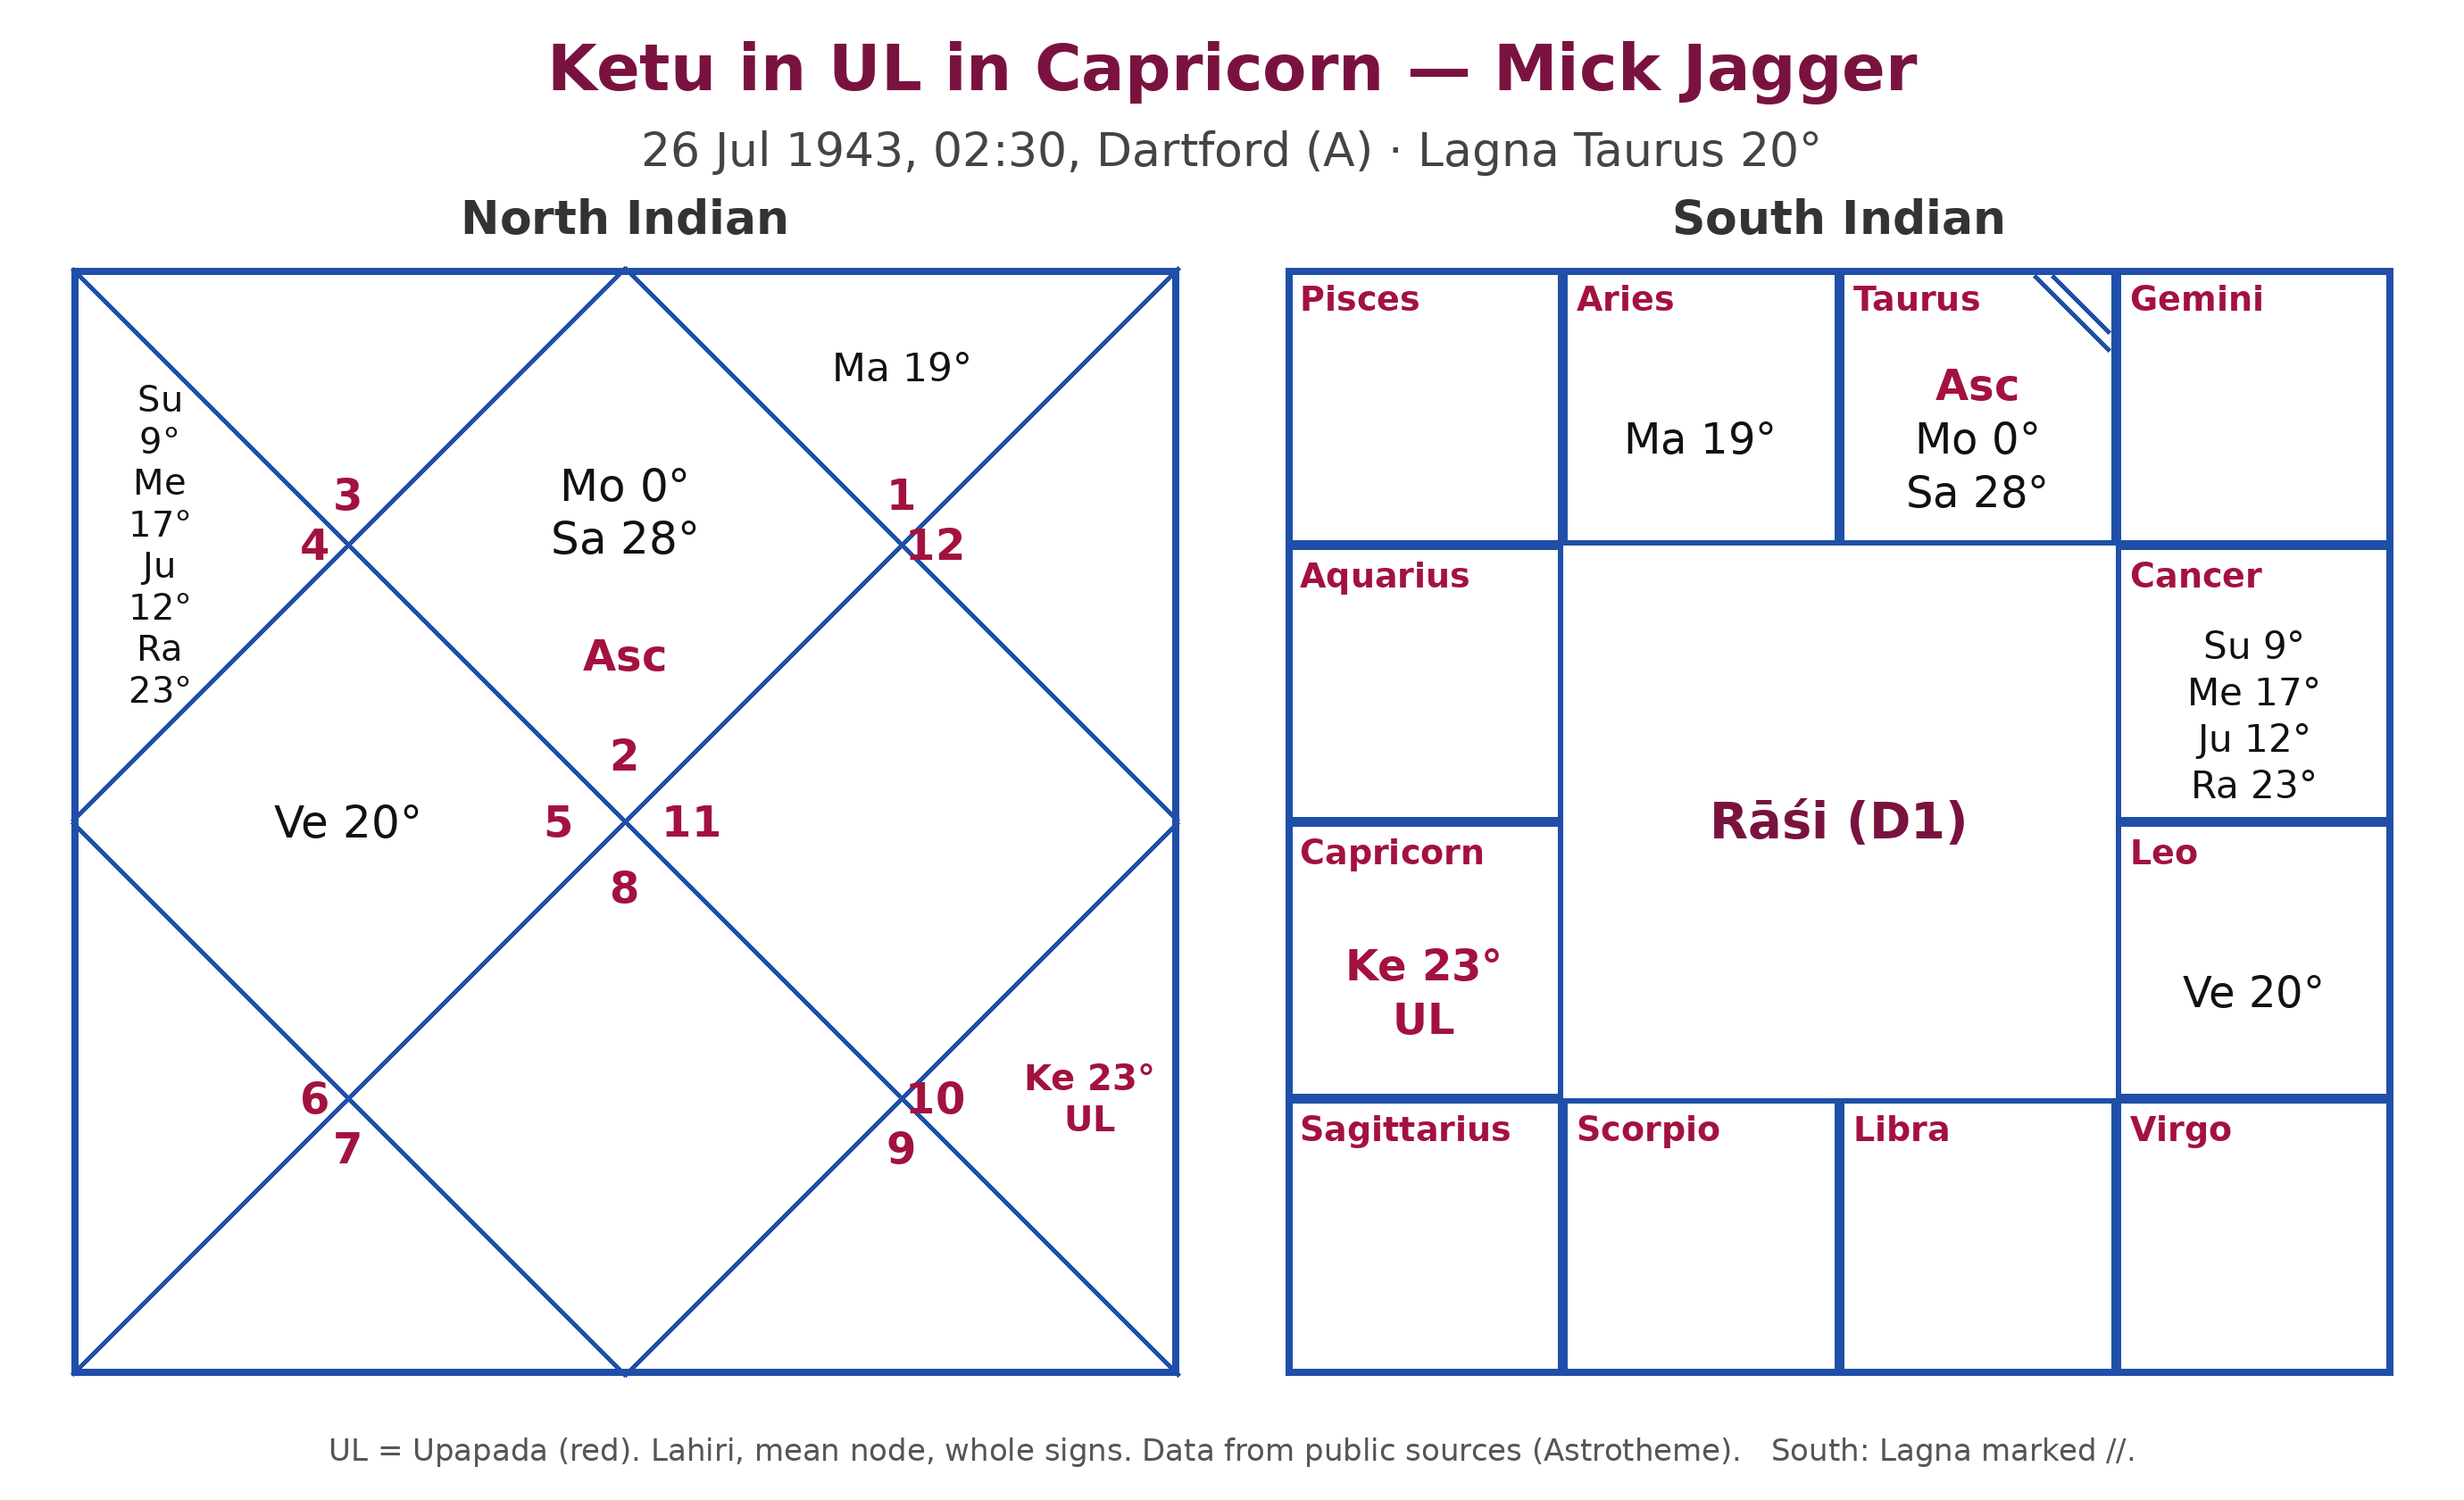 Ketu in UL in Capricorn — Mick Jagger
26 Jul 1943, 02:30, Dartford (A) · Lagna Taurus 20°
North Indian
Ma 19°
Su
9°
Me
17°
Ju
12°
Ra
23°
3
4
Mo 0°
Sa 28°
1
12
Asc
2
Ve 20°
5
11
8
6
7
10
9
Ke 23°
UL
South Indian
Pisces
Aries
Ma 19°
Taurus
Asc
Mo 0°
Sa 28°
Gemini
Aquarius
Cancer
Su 9°
Me 17°
Ju 12°
Ra 23°
Rāśi (D1)
Capricorn
Ke 23°
UL
Leo
Ve 20°
Sagittarius
Scorpio
Libra
Virgo
UL = Upapada (red). Lahiri, mean node, whole signs. Data from public sources (Astrotheme). South: Lagna marked //.